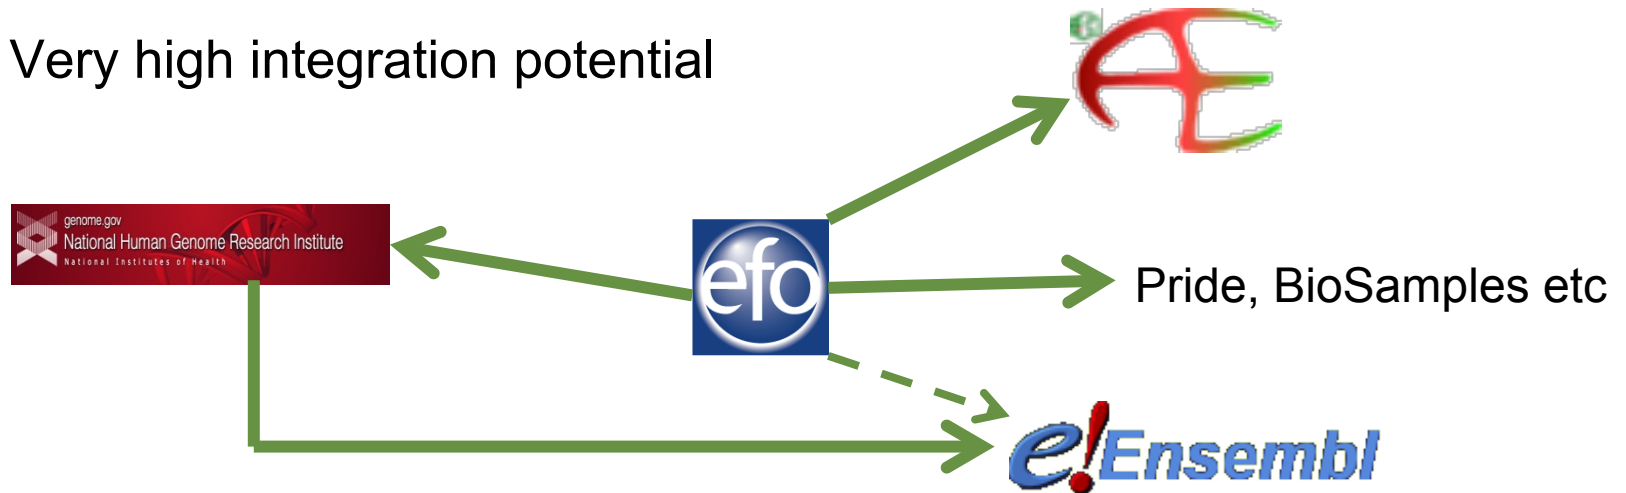 Very high integration potential
AE
genome.gov
National Human Genome Research Institute
National Institutes of Health
efo
Pride, BioSamples etc
e!Ensembl